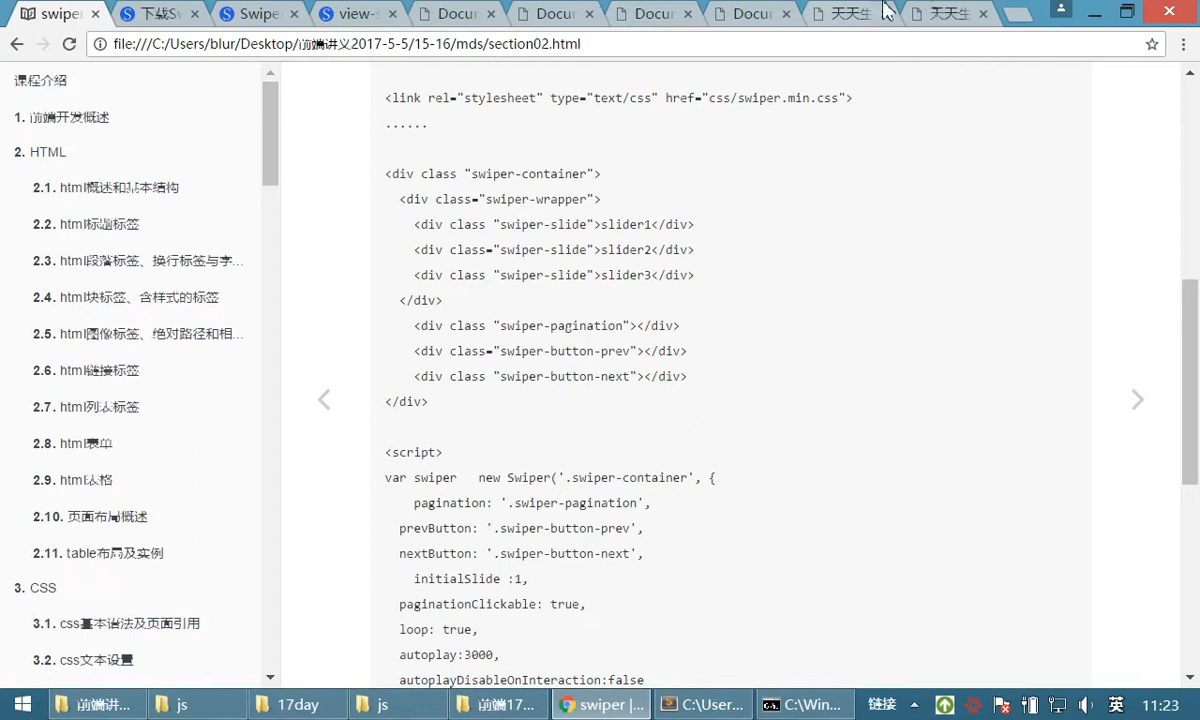 swiper
下载Sw
Swiper
view-s
Docum
Docum
Docum
Docum
天天生
天天生
file:///C:/Users/blur/Desktop/前端讲义2017-5-5/15-16/mds/section02.html
课程介绍
1. 前端开发概述
2. HTML
2.1. html概述和基本结构
2.2. html标题标签
2.3. html段落标签、换行标签与字...
2.4. html块标签、含样式的标签
2.5. html图像标签、绝对路径和相...
2.6. html链接标签
2.7. html列表标签
2.8. html表单
2.9. html表格
2.10. 页面布局概述
2.11. table布局及实例
3. CSS
3.1. css基本语法及页面引用
3.2. css文本设置
<link rel="stylesheet" type="text/css" href="css/swiper.min.css">
......
<div class "swiper-container">
<div class="swiper-wrapper">
<div class "swiper-slide">slider1</div>
<div class="swiper-slide">slider2</div>
<div class "swiper-slide">slider3</div>
</div>
<div class "swiper-pagination"></div>
<div class="swiper-button-prev"></div>
<div class "swiper-button-next"></div>
</div>
<script>
var swiper new Swiper('.swiper-container', {
pagination: '.swiper-pagination',
prevButton: '.swiper-button-prev',
nextButton: '.swiper-button-next',
initialSlide :1,
paginationClickable: true,
loop: true,
autoplay:3000,
autoplayDisableOnInteraction:false
前端讲...
js
17day
js
前端17...
swiper |...
C:\User...
C:\Win...
链接
英
11:23